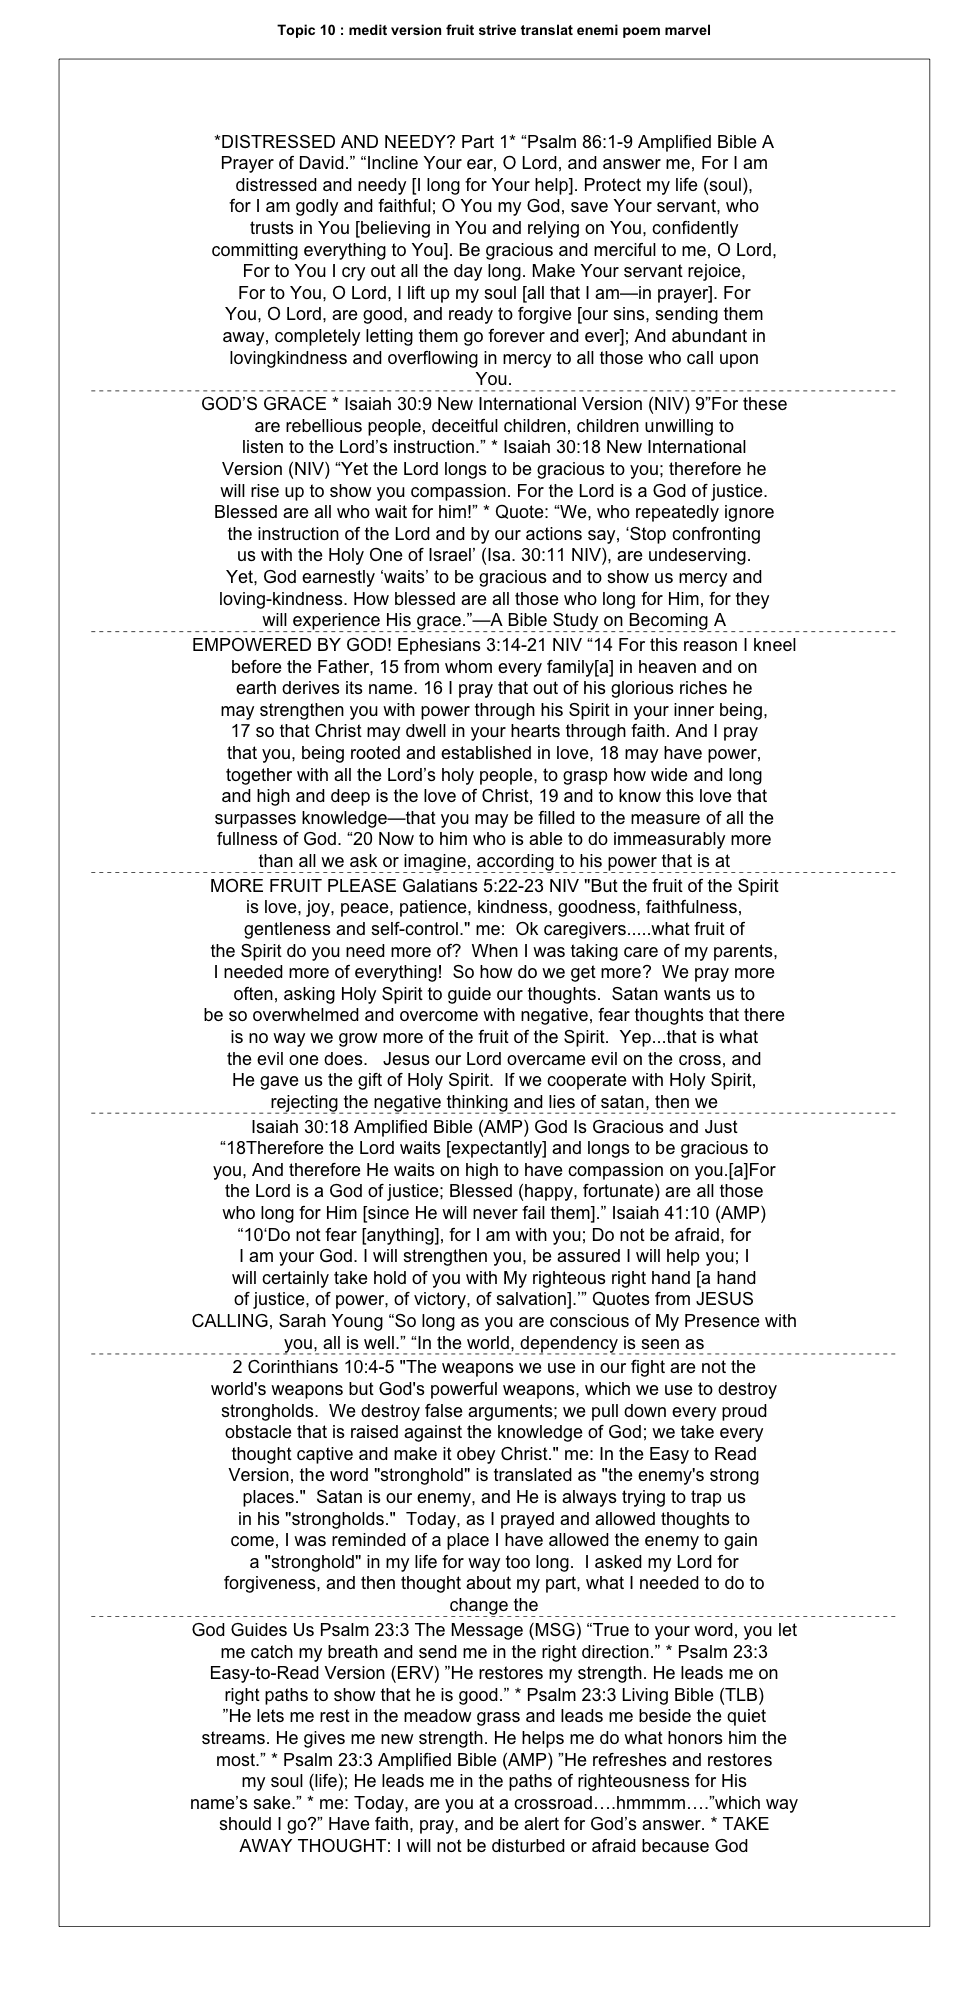 Topic 10 : medit version fruit strive translat enemi poem marvel
*DISTRESSED AND NEEDY? Part 1* “Psalm 86:1-9 Amplified Bible A
Prayer of David.” “Incline Your ear, O Lord, and answer me, For I am
distressed and needy [I long for Your help]. Protect my life (soul),
for I am godly and faithful; O You my God, save Your servant, who
trusts in You [believing in You and relying on You, confidently
committing everything to You]. Be gracious and merciful to me, O Lord,
For to You I cry out all the day long. Make Your servant rejoice,
For to You, O Lord, I lift up my soul [all that I am—in prayer]. For
You, O Lord, are good, and ready to forgive [our sins, sending them
away, completely letting them go forever and ever]; And abundant in
lovingkindness and overflowing in mercy to all those who call upon
You.
GOD’S GRACE * Isaiah 30:9 New International Version (NIV) 9”For these
are rebellious people, deceitful children, children unwilling to
listen to the Lord’s instruction.” * Isaiah 30:18 New International
Version (NIV) “Yet the Lord longs to be gracious to you; therefore he
will rise up to show you compassion. For the Lord is a God of justice.
Blessed are all who wait for him!” * Quote: “We, who repeatedly ignore
the instruction of the Lord and by our actions say, ‘Stop confronting
us with the Holy One of Israel’ (Isa. 30:11 NIV), are undeserving.
Yet, God earnestly ‘waits’ to be gracious and to show us mercy and
loving-kindness. How blessed are all those who long for Him, for they
will experience His grace.”—A Bible Study on Becoming A
EMPOWERED BY GOD! Ephesians 3:14-21 NIV “14 For this reason I kneel
before the Father, 15 from whom every family[a] in heaven and on
earth derives its name. 16 I pray that out of his glorious riches he
may strengthen you with power through his Spirit in your inner being,
17 so that Christ may dwell in your hearts through faith. And I pray
that you, being rooted and established in love, 18 may have power,
together with all the Lord’s holy people, to grasp how wide and long
and high and deep is the love of Christ, 19 and to know this love that
surpasses knowledge—that you may be filled to the measure of all the
fullness of God. “20 Now to him who is able to do immeasurably more
than all we ask or imagine, according to his power that is at
MORE FRUIT PLEASE Galatians 5:22-23 NIV "But the fruit of the Spirit
is love, joy, peace, patience, kindness, goodness, faithfulness,
gentleness and self-control." me:  Ok caregivers.....what fruit of
the Spirit do you need more of?  When I was taking care of my parents,
I needed more of everything!  So how do we get more?  We pray more
often, asking Holy Spirit to guide our thoughts.  Satan wants us to
be so overwhelmed and overcome with negative, fear thoughts that there
is no way we grow more of the fruit of the Spirit.  Yep...that is what
the evil one does.   Jesus our Lord overcame evil on the cross, and
He gave us the gift of Holy Spirit.  If we cooperate with Holy Spirit,
rejecting the negative thinking and lies of satan, then we
Isaiah 30:18 Amplified Bible (AMP) God Is Gracious and Just
“18Therefore the Lord waits [expectantly] and longs to be gracious to
you, And therefore He waits on high to have compassion on you.[a]For
the Lord is a God of justice; Blessed (happy, fortunate) are all those
who long for Him [since He will never fail them].” Isaiah 41:10 (AMP)
“10‘Do not fear [anything], for I am with you; Do not be afraid, for
I am your God. I will strengthen you, be assured I will help you; I
will certainly take hold of you with My righteous right hand [a hand
of justice, of power, of victory, of salvation].’” Quotes from JESUS
CALLING, Sarah Young “So long as you are conscious of My Presence with
you, all is well.” “In the world, dependency is seen as
2 Corinthians 10:4-5 "The weapons we use in our fight are not the
world's weapons but God's powerful weapons, which we use to destroy
strongholds.  We destroy false arguments; we pull down every proud
obstacle that is raised against the knowledge of God; we take every
thought captive and make it obey Christ." me: In the Easy to Read
Version, the word "stronghold" is translated as "the enemy's strong
places."  Satan is our enemy, and He is always trying to trap us
in his "strongholds."  Today, as I prayed and allowed thoughts to
come, I was reminded of a place I have allowed the enemy to gain
a "stronghold" in my life for way too long.  I asked my Lord for
forgiveness, and then thought about my part, what I needed to do to
change the
God Guides Us Psalm 23:3 The Message (MSG) “True to your word, you let
me catch my breath and send me in the right direction.” * Psalm 23:3
Easy-to-Read Version (ERV) ”He restores my strength. He leads me on
right paths to show that he is good.” * Psalm 23:3 Living Bible (TLB)
”He lets me rest in the meadow grass and leads me beside the quiet
streams. He gives me new strength. He helps me do what honors him the
most.” * Psalm 23:3 Amplified Bible (AMP) ”He refreshes and restores
my soul (life); He leads me in the paths of righteousness for His
name’s sake.” * me: Today, are you at a crossroad….hmmmm….”which way
should I go?” Have faith, pray, and be alert for God’s answer. * TAKE
AWAY THOUGHT: I will not be disturbed or afraid because God